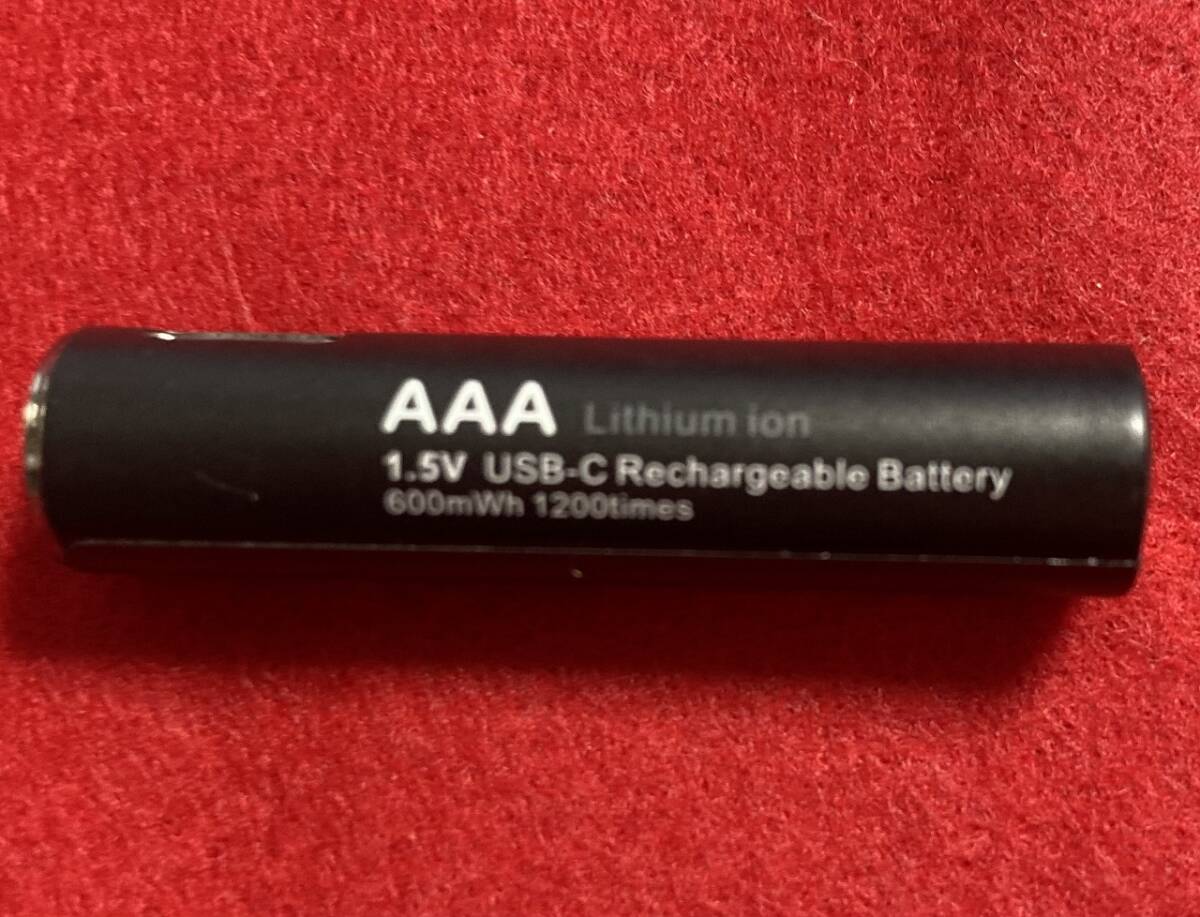 AAA Lithium ion
1.5V USB-C Rechargeable Battery
600mWh 1200times